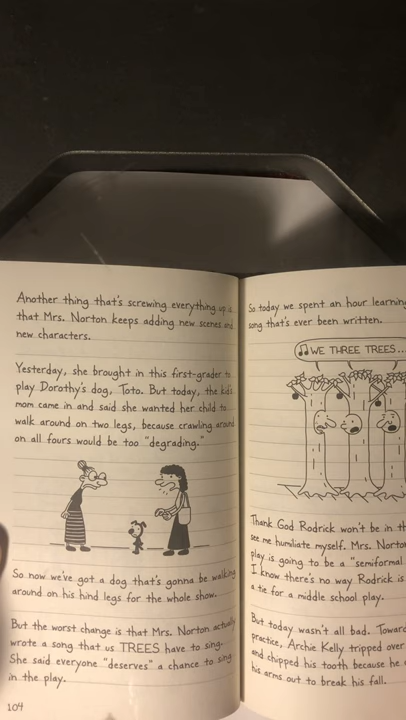 Another thing that's screwing everything up is
that Mrs. Norton keeps adding new scenes and
new characters.
Yesterday, she brought in this first-grader to
play Dorothy's dog, Toto. But today, the kid's
mom came in and said she wanted her child to
walk around on two legs, because crawling around
on all fours would be too "degrading."
So now we've got a dog that's gonna be walking
around on his hind legs for the whole show.
But the worst change is that Mrs. Norton actually
wrote a song that us TREES have to sing.
She said everyone "deserves" a chance to sing
in the play.
104
So today we spent an hour learning
song that's ever been written.
WE THREE TREES...
Thank God Rodrick won't be in th
see me humiliate myself. Mrs. Norton
play is going to be a "semiformal
I know there's no way Rodrick is
a tie for a middle school play.
But today wasn't all bad. Toward
practice, Archie Kelly tripped over
and chipped his tooth because he
his arms out to break his fall.